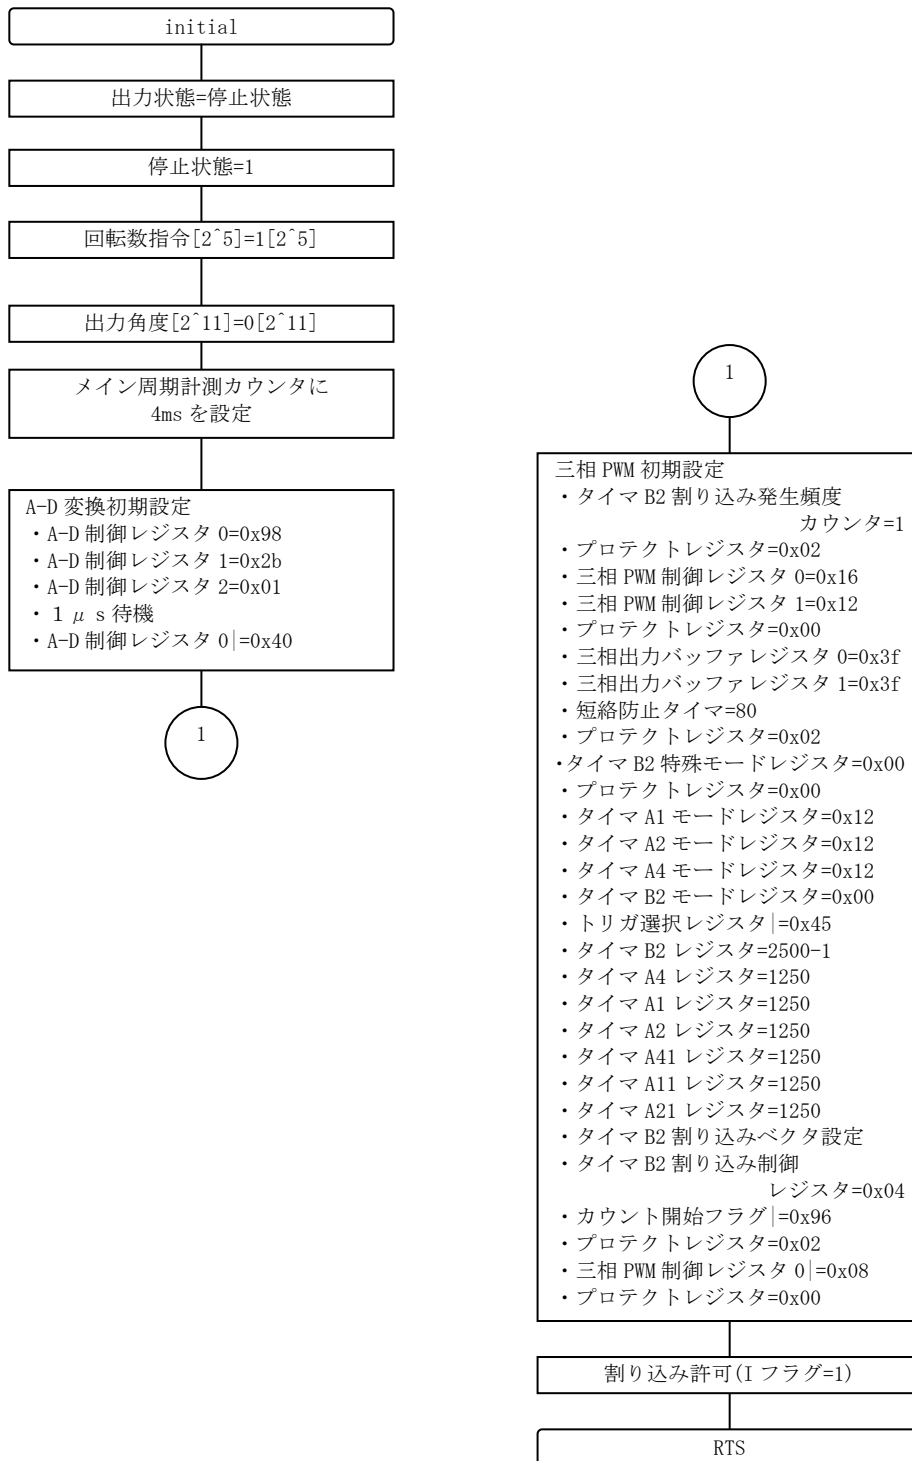 initial
出力状態=停止状態
停止状態=1
回転数指令[2^5]=1[2^5]
出力角度[2^11]=0[2^11]
メイン周期計測カウンタに
4ms を設定
A-D 変換初期設定
・A-D 制御レジスタ 0=0x98
・A-D 制御レジスタ 1=0x2b
・A-D 制御レジスタ 2=0x01
・１μｓ待機
・A-D 制御レジスタ 0|=0x40
1
1
三相 PWM 初期設定
・タイマ B2 割り込み発生頻度
カウンタ=1
・プロテクトレジスタ=0x02
・三相 PWM 制御レジスタ 0=0x16
・三相 PWM 制御レジスタ 1=0x12
・プロテクトレジスタ=0x00
・三相出力バッファレジスタ 0=0x3f
・三相出力バッファレジスタ 1=0x3f
・短絡防止タイマ=80
・プロテクトレジスタ=0x02
・タイマ B2 特殊モードレジスタ=0x00
・プロテクトレジスタ=0x00
・タイマ A1 モードレジスタ=0x12
・タイマ A2 モードレジスタ=0x12
・タイマ A4 モードレジスタ=0x12
・タイマ B2 モードレジスタ=0x00
・トリガ選択レジスタ|=0x45
・タイマ B2 レジスタ=2500-1
・タイマ A4 レジスタ=1250
・タイマ A1 レジスタ=1250
・タイマ A2 レジスタ=1250
・タイマ A41 レジスタ=1250
・タイマ A11 レジスタ=1250
・タイマ A21 レジスタ=1250
・タイマ B2 割り込みベクタ設定
・タイマ B2 割り込み制御
レジスタ=0x04
・カウント開始フラグ|=0x96
・プロテクトレジスタ=0x02
・三相 PWM 制御レジスタ 0|=0x08
・プロテクトレジスタ=0x00
割り込み許可(I フラグ=1)
RTS